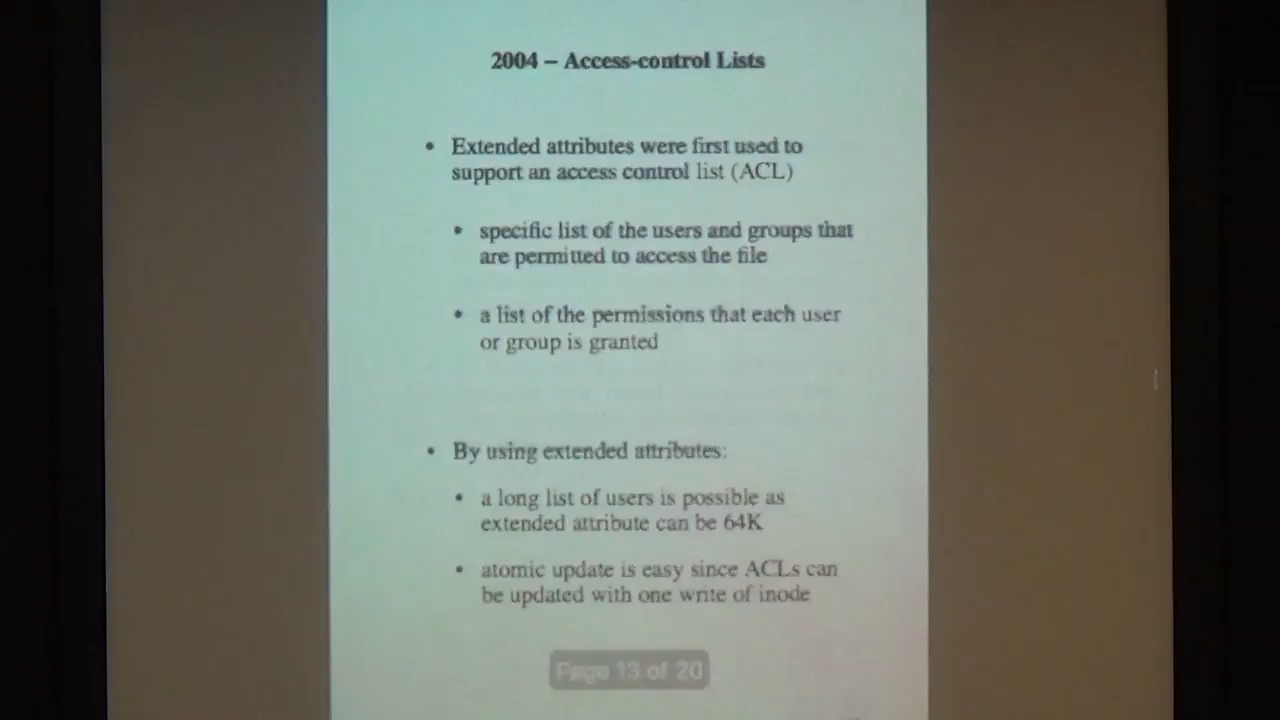 2004 – Access-control Lists
• Extended attributes were first used to
support an access control list (ACL)
• specific list of the users and groups that
are permitted to access the file
• a list of the permissions that each user
or group is granted
• By using extended attributes:
• a long list of users is possible as
extended attribute can be 64K
• atomic update is easy since ACLs can
be updated with one write of inode
Page 13 of 20